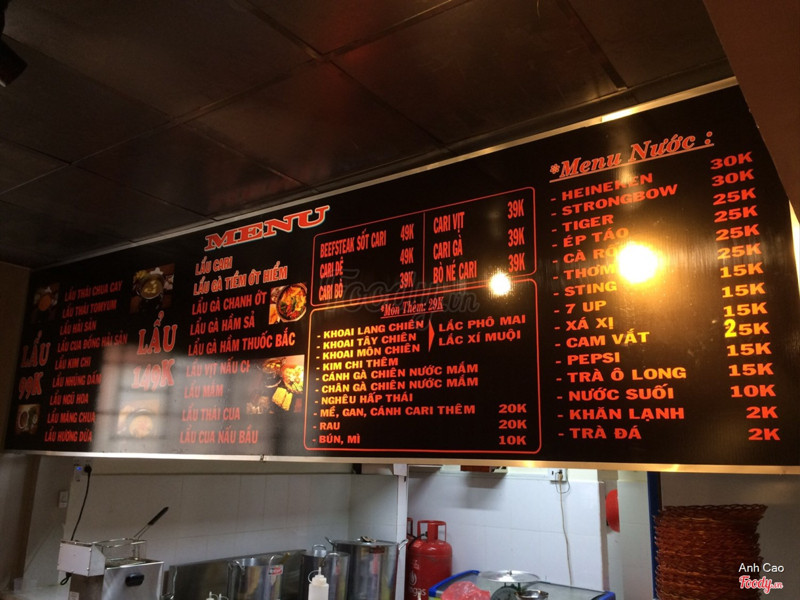 MENU
LẨU 99K
LẨU THÁI CHUA CAY
LẨU THÁI TOMYUM
LẨU HẢI SẢN
LẨU CUA ĐỒNG HẢI SẢN
LẨU KIM CHI
LẨU NHÚNG DẤM
LẨU NGŨ HOA
LẨU MĂNG CHUA
LẨU HƯƠNG DỪA
LẨU 149K
LẨU CARI
LẨU GÀ TIỀM ỚT HIỂM
LẨU GÀ CHANH ỚT
LẨU GÀ HẦM SẢ
LẨU GÀ HẦM THUỐC BẮC
LẨU VỊT NẤU
LẨU MẮM
LẨU THÁI CUA
LẨU CUA NẤU BẦU
BEEFSTEAK SỐT CARI 49K
CARI DÊ 49K
CARI BÒ 39K
CARI VỊT 39K
CARI GÀ 39K
BÒ NÉ CARI 39K
*Món Thêm: 29K
- KHOAI LANG CHIÊN
- KHOAI TÂY CHIÊN
- KHOAI MÔN CHIÊN
LẮC PHÔ MAI
LẮC XÍ MUỘI
- KIM CHI THÊM
- CÁNH GÀ CHIÊN NƯỚC MẮM
- CHÂN GÀ CHIÊN NƯỚC MẮM
- NGHÊU HẤP THÁI
- MỀ, GAN, CÁNH CARI THÊM 20K
- RAU 20K
- BÚN, MÌ 10K
*Menu Nước :
- HEINEKEN 30K
- STRONGBOW 30K
- TIGER 25K
- ÉP TÁO 25K
- CÀ RỐT 25K
- THƠM 25K
- STING 15K
- 7 UP 15K
- XÁ XỊ 15K
- CAM VẮT 25K
- PEPSI 15K
- TRÀ Ô LONG 15K
- NƯỚC SUỐI 10K
- KHĂN LẠNH 2K
- TRÀ ĐÁ 2K
Foody.vn
Anh Cao
Foody.vn